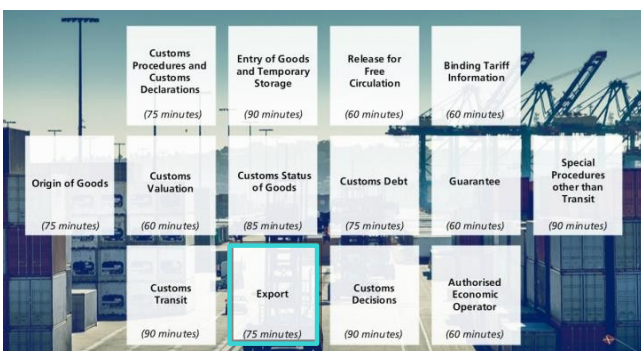 Customs
Procedures and
Customs
Declarations
(75 minutes)
Entry of Goods
and Temporary
Storage
(90 minutes)
Release for
Free
Circulation
(60 minutes)
Binding Tariff
Information
(60 minutes)
Origin of Goods
(75 minutes)
Customs
Valuation
(60 minutes)
Customs Status
of Goods
(85 minutes)
Customs Debt
(75 minutes)
Guarantee
(60 minutes)
Special
Procedures
other than
Transit
(90 minutes)
Customs
Transit
(90 minutes)
Export
(75 minutes)
Customs
Decisions
(90 minutes)
Authorised
Economic
Operator
(60 minutes)